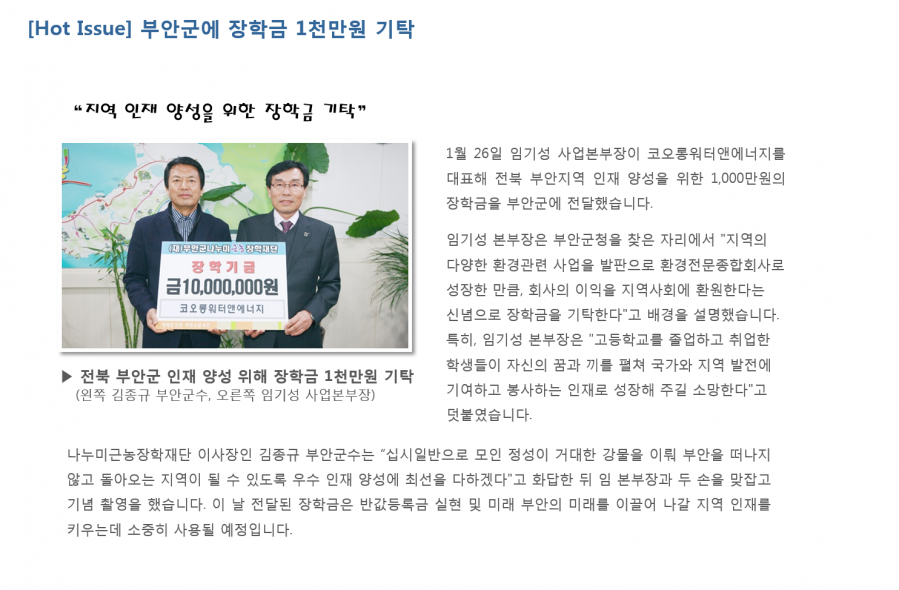 [Hot Issue] 부안군에 장학금 1천만원 기탁
“지역 인재 양성을 위한 장학금 기탁”
(재)부안군나누미근농장학재단
장학기금
금10,000,000원
코오롱워터앤에너지
▶ 전북 부안군 인재 양성 위해 장학금 1천만원 기탁
(왼쪽 김종규 부안군수, 오른쪽 임기성 사업본부장)
1월 26일 임기성 사업본부장이 코오롱워터앤에너지를
대표해 전북 부안지역 인재 양성을 위한 1,000만원의
장학금을 부안군에 전달했습니다.
임기성 본부장은 부안군청을 찾은 자리에서 "지역의
다양한 환경관련 사업을 발판으로 환경전문종합회사로
성장한 만큼, 회사의 이익을 지역사회에 환원한다는
신념으로 장학금을 기탁한다"고 배경을 설명했습니다.
특히, 임기성 본부장은 "고등학교를 졸업하고 취업한
학생들이 자신의 꿈과 끼를 펼쳐 국가와 지역 발전에
기여하고 봉사하는 인재로 성장해 주길 소망한다"고
덧붙였습니다.
나누미근농장학재단 이사장인 김종규 부안군수는 “십시일반으로 모인 정성이 거대한 강물을 이뤄 부안을 떠나지
않고 돌아오는 지역이 될 수 있도록 우수 인재 양성에 최선을 다하겠다"고 화답한 뒤 임 본부장과 두 손을 맞잡고
기념 촬영을 했습니다. 이 날 전달된 장학금은 반값등록금 실현 및 미래 부안의 미래를 이끌어 나갈 지역 인재를
키우는데 소중히 사용될 예정입니다.